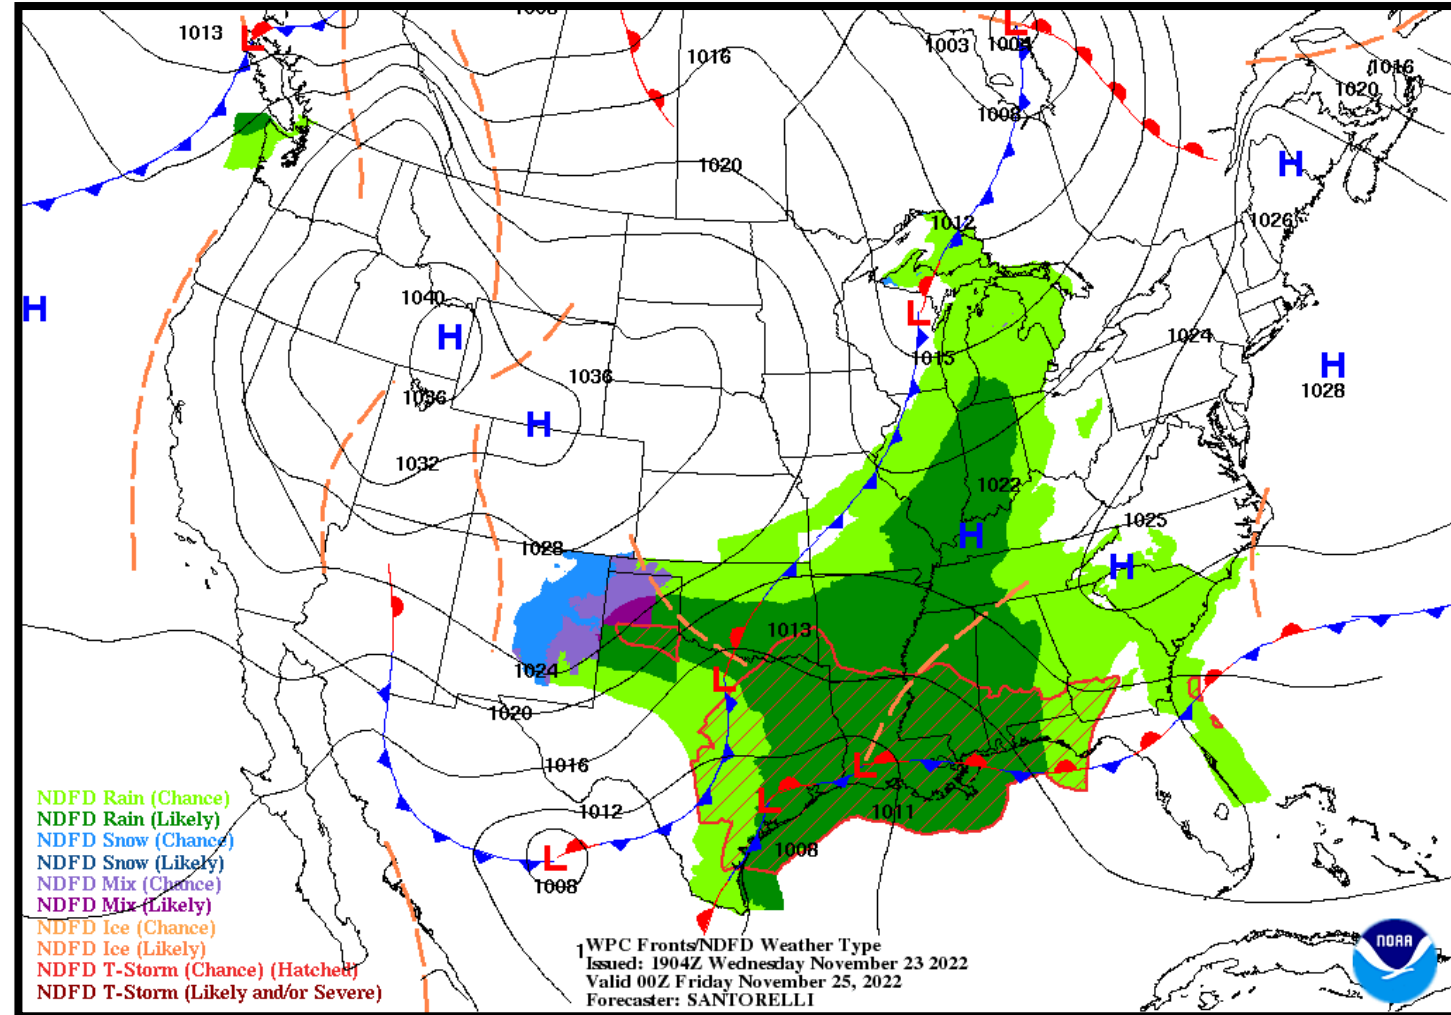 1008
1013
L
L
1003
1004
1016
1016
1020
1008
1020
H
1012
1026
H
1040
L
H
1024
1015
H
1036
1036
1028
H
1032
1022
1025
H
1028
H
1013
1024
L
1020
1016
L
L
1012
1011
1008
L
1008
NDFD Rain (Chance)
NDFD Rain (Likely)
NDFD Snow (Chance)
NDFD Snow (Likely)
NDFD Mix (Chance)
NDFD Mix (Likely)
NDFD Ice (Chance)
NDFD Ice (Likely)
NDFD T-Storm (Chance) (Hatched)
NDFD T-Storm (Likely and/or Severe)
1
WPC Fronts/NDFD Weather Type
Issued: 1904Z Wednesday November 23 2022
Valid 00Z Friday November 25, 2022
Forecaster: SANTORELLI
NOAA